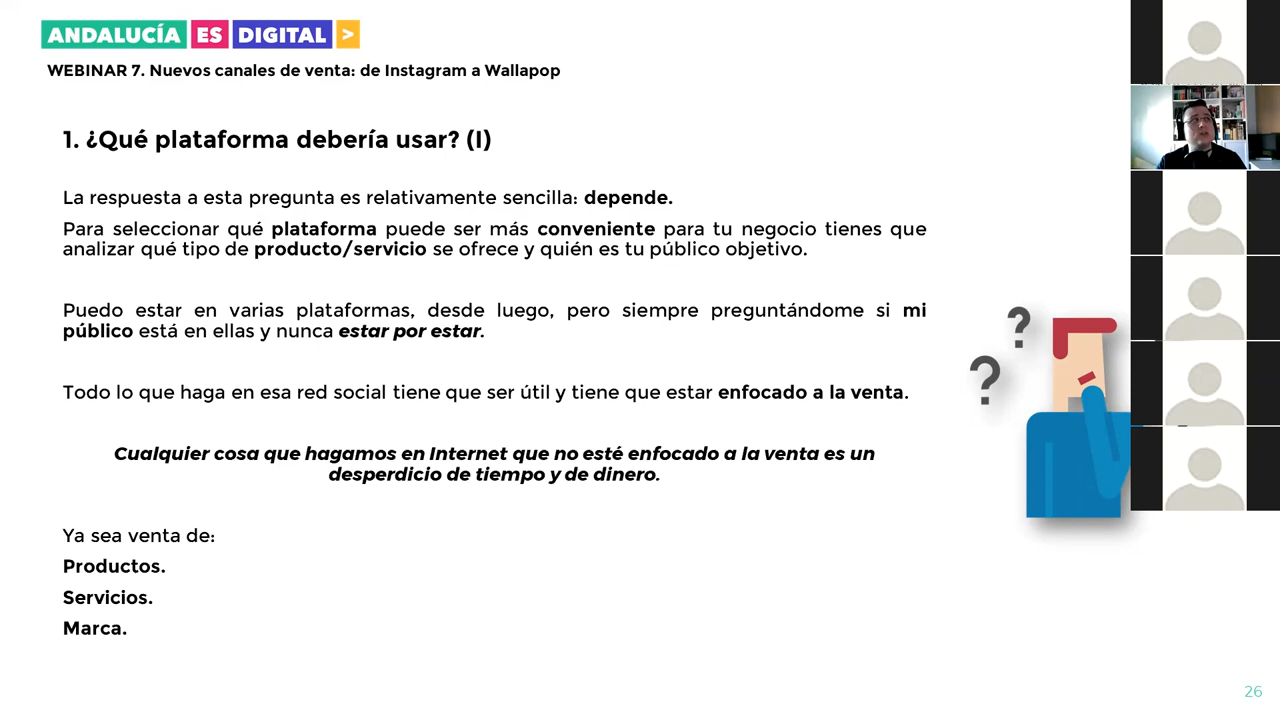 ANDALUCÍA ES DIGITAL >
WEBINAR 7. Nuevos canales de venta: de Instagram a Wallapop
1. ¿Qué plataforma debería usar? (I)
La respuesta a esta pregunta es relativamente sencilla: depende.
Para seleccionar qué plataforma puede ser más conveniente para tu negocio tienes que
analizar qué tipo de producto/servicio se ofrece y quién es tu público objetivo.
Puedo estar en varias plataformas, desde luego, pero siempre preguntándome si mi
público está en ellas y nunca estar por estar.
Todo lo que haga en esa red social tiene que ser útil y tiene que estar enfocado a la venta.
Cualquier cosa que hagamos en Internet que no esté enfocado a la venta es un
desperdicio de tiempo y de dinero.
Ya sea venta de:
Productos.
Servicios.
Marca.
?
?
26